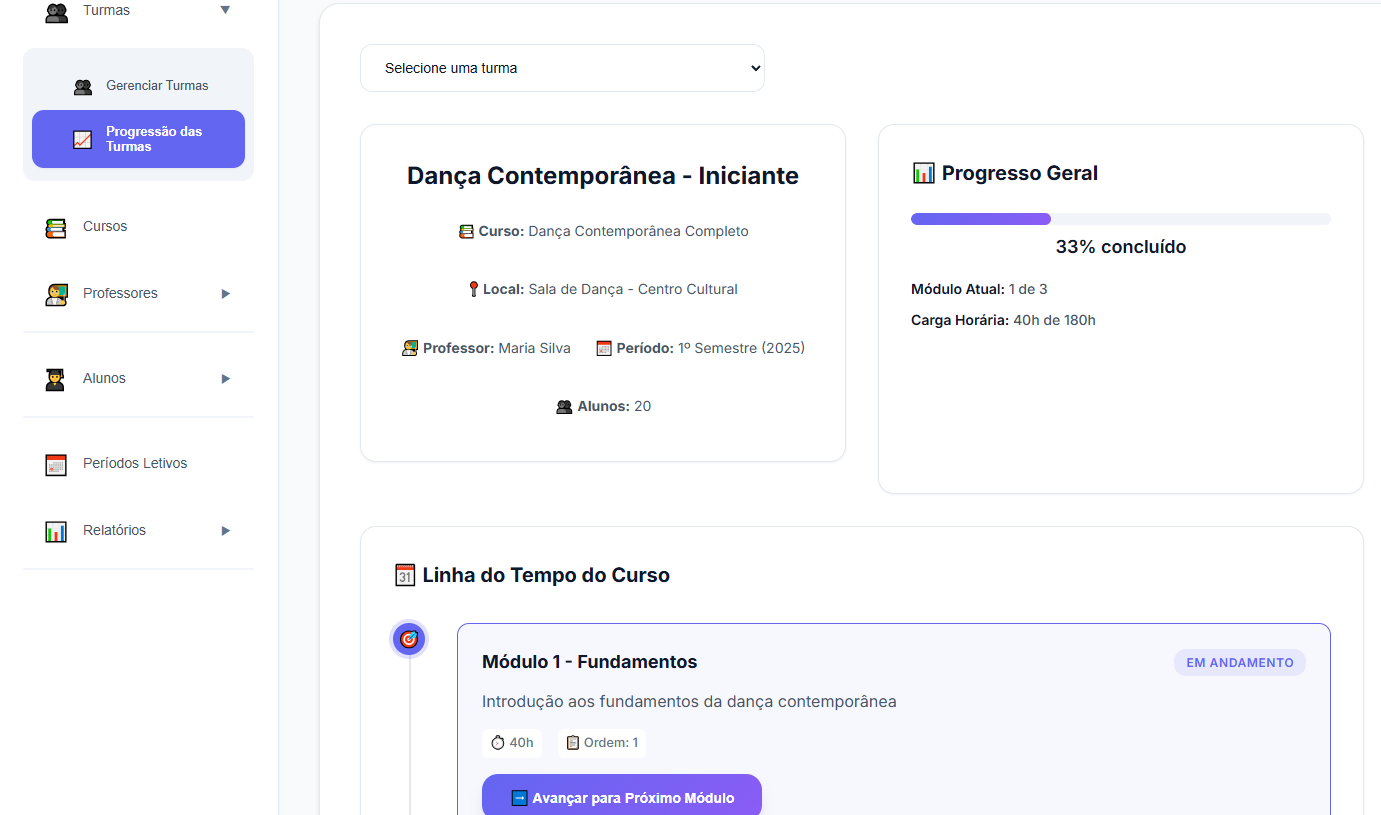 Turmas
Gerenciar Turmas
Progressão das
Turmas
Cursos
Professores
Alunos
Períodos Letivos
Relatórios
Selecione uma turma
Dança Contemporânea - Iniciante
Curso: Dança Contemporânea Completo
Local: Sala de Dança - Centro Cultural
Professor: Maria Silva Período: 1º Semestre (2025)
Alunos: 20
Progresso Geral
33% concluído
Módulo Atual: 1 de 3
Carga Horária: 40h de 180h
31 Linha do Tempo do Curso
Módulo 1 - Fundamentos
EM ANDAMENTO
Introdução aos fundamentos da dança contemporânea
40h Ordem: 1
Avançar para Próximo Módulo